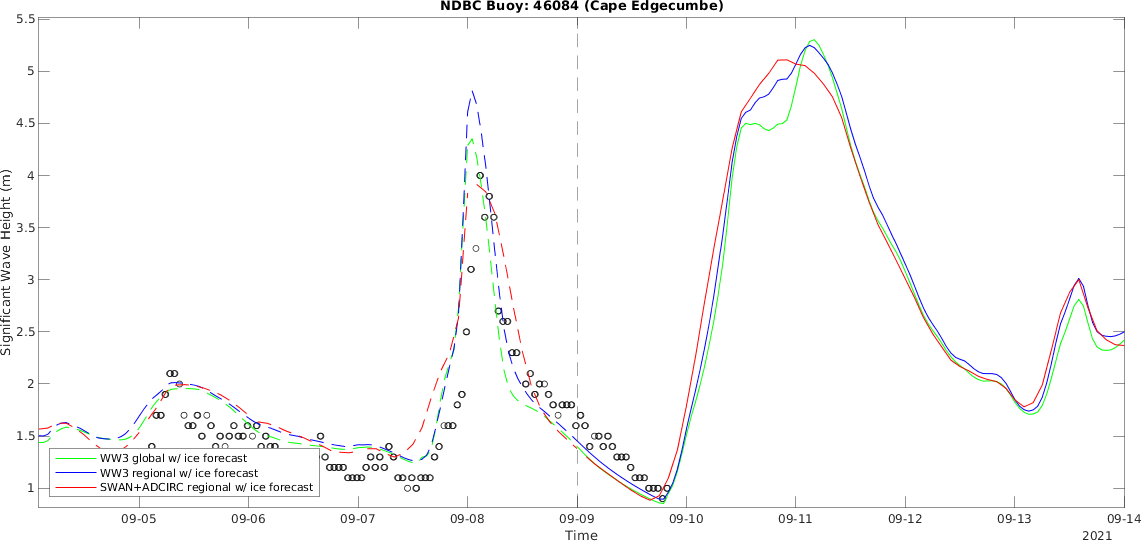 NDBC Buoy: 46084 (Cape Edgecumbe)
5.5
5
4.5
4
3.5
3
2.5
2
1.5
1
Significant Wave Height (m)
WW3 global w/ ice forecast
WW3 regional w/ ice forecast
SWAN+ADCIRC regional w/ ice forecast
09-05 09-06 09-07 09-08 09-09 09-10 09-11 09-12 09-13 09-14
Time
2021